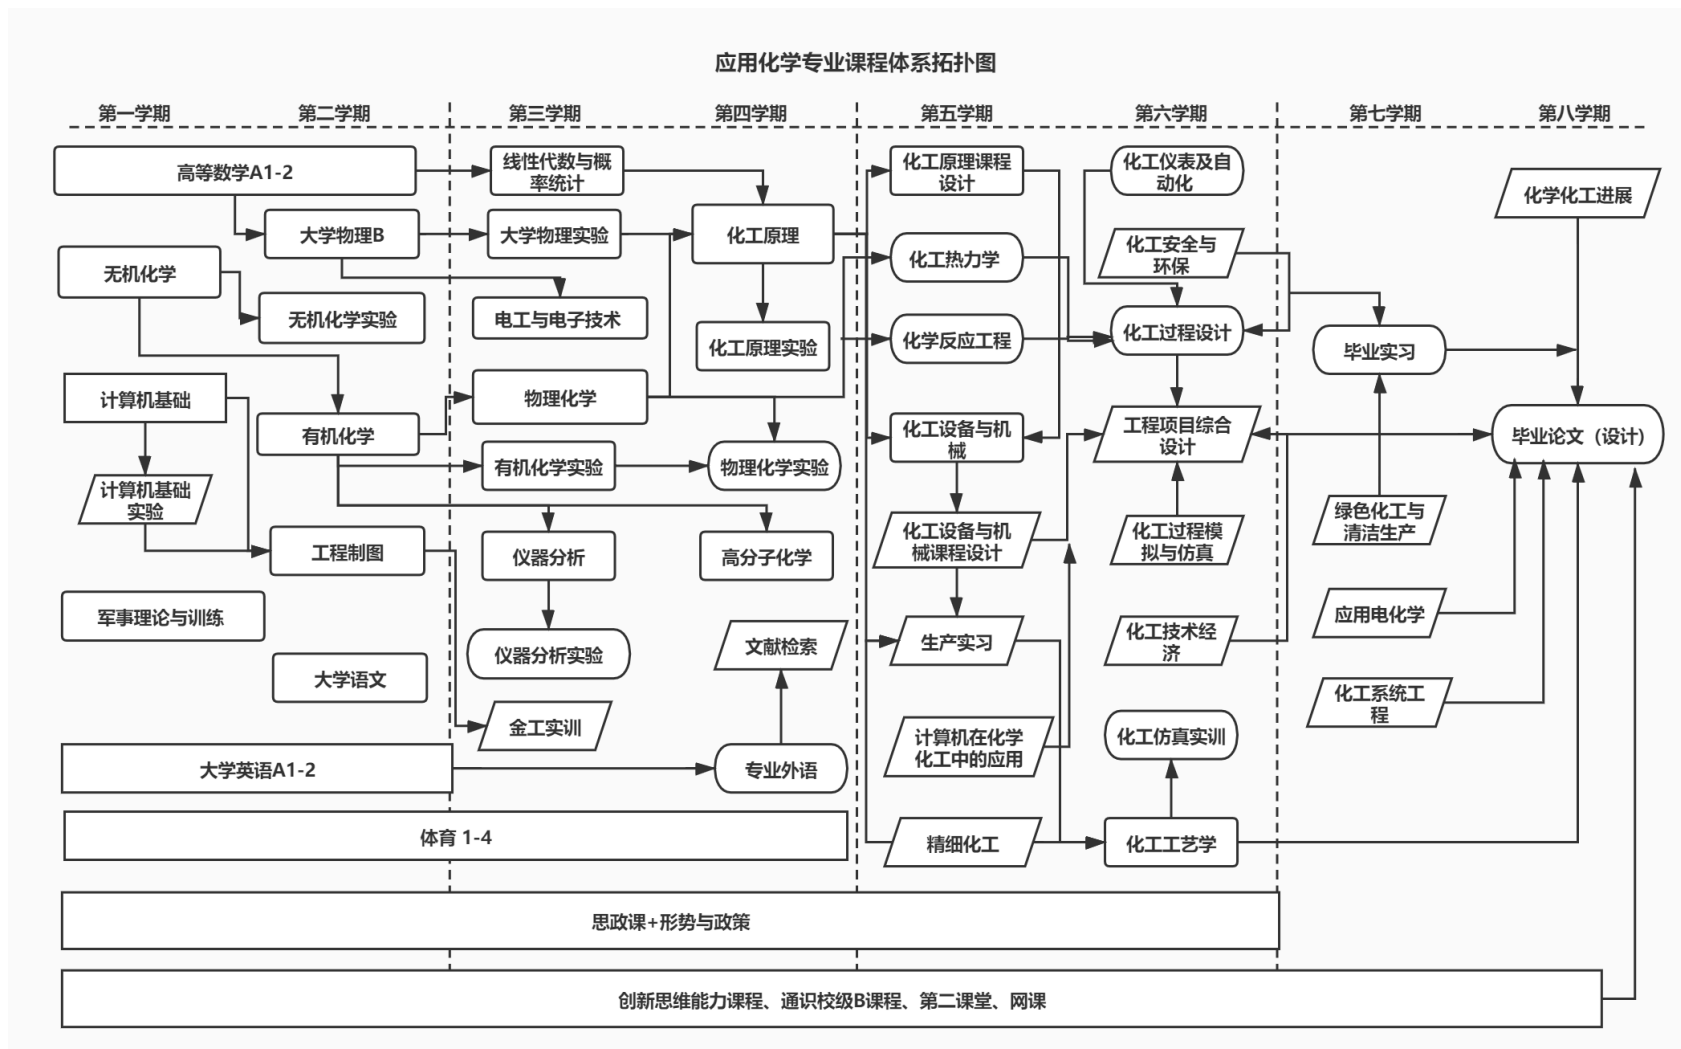 应用化学专业课程体系拓扑图
第一学期
第二学期
第三学期
第四学期
第五学期
第六学期
第七学期
第八学期
高等数学A1-2
线性代数与概
率统计
化工原理课程
设计
化工仪表及自
动化
化学化工进展
大学物理B
大学物理实验
化工原理
化工热力学
化工安全与
环保
无机化学
无机化学实验
电工与电子技术
化工原理实验
化学反应工程
化工过程设计
毕业实习
计算机基础
有机化学
物理化学
化工设备与机
械
工程项目综合
设计
毕业论文（设计）
计算机基础
实验
有机化学实验
物理化学实验
化工设备与机
械课程设计
化工过程模
拟与仿真
绿色化工与
清洁生产
工程制图
仪器分析
高分子化学
军事理论与训练
大学语文
仪器分析实验
文献检索
生产实习
化工技术经
济
应用电化学
化工系统工
程
金工实训
计算机在化学
化工中的应用
化工仿真实训
大学英语A1-2
专业外语
体育 1-4
精细化工
化工工艺学
思政课+形势与政策
创新思维能力课程、通识校级B课程、第二课堂、网课